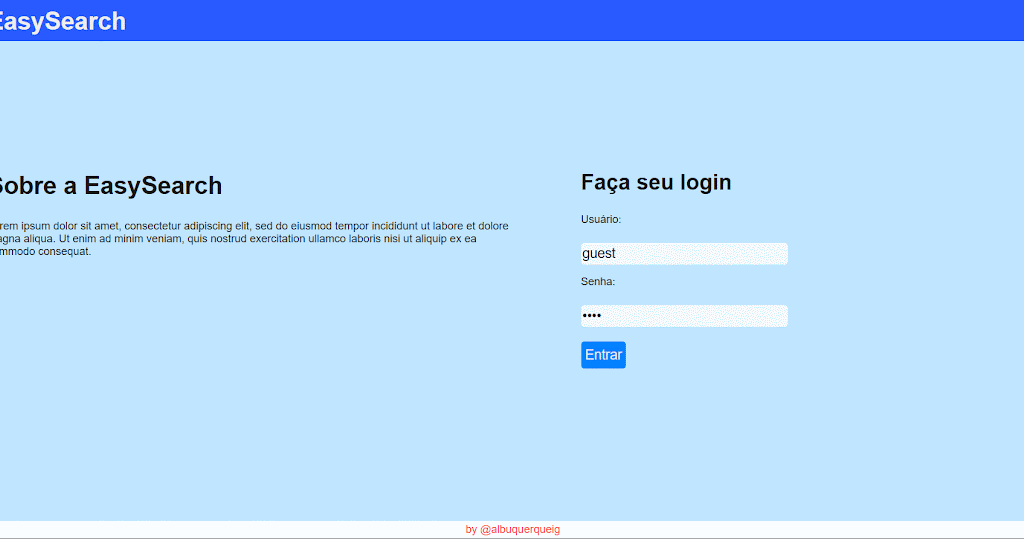 EasySearch
Sobre a EasySearch
rem ipsum dolor sit amet, consectetur adipiscing elit, sed do eiusmod tempor incididunt ut labore et dolore
agna aliqua. Ut enim ad minim veniam, quis nostrud exercitation ullamco laboris nisi ut aliquip ex ea
mmodo consequat.
Faça seu login
Usuário:
guest
Senha:
••••
Entrar
by @albuquerqueig